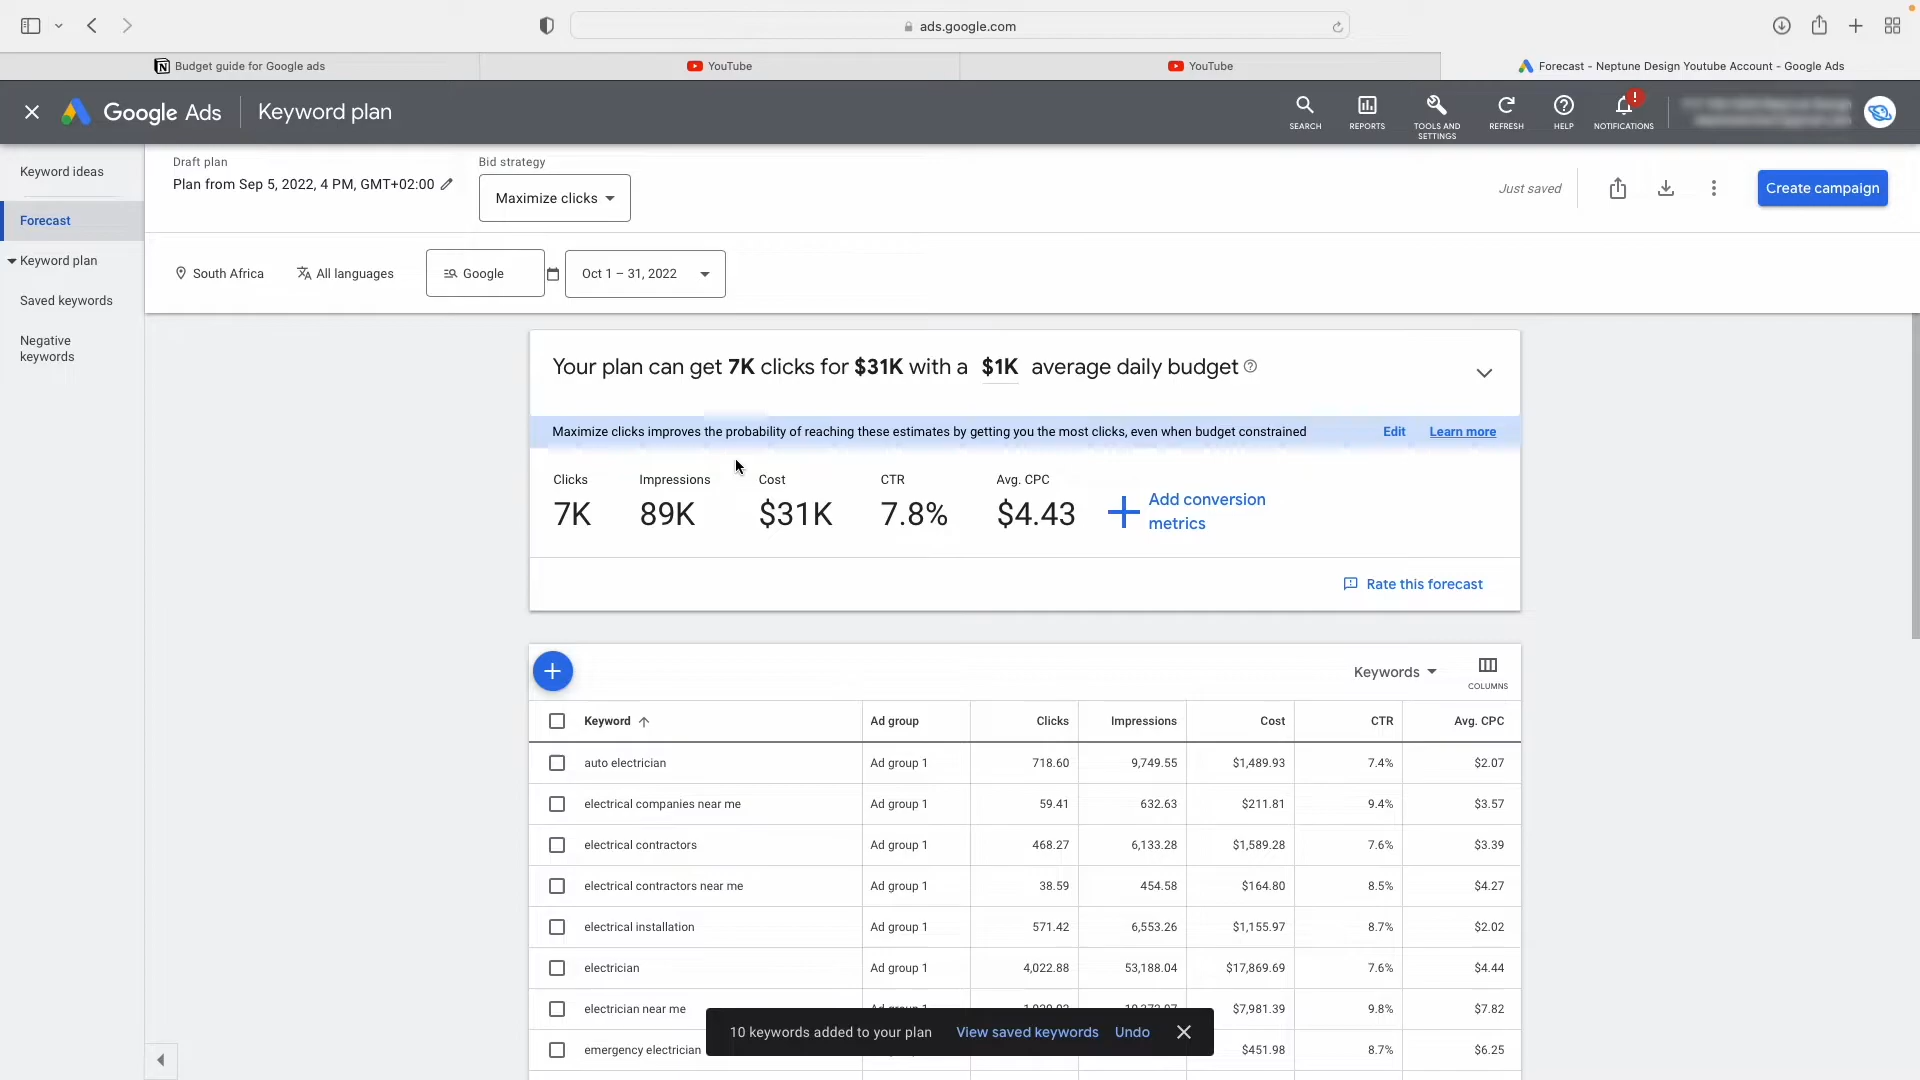 ads.google.com
Budget guide for Google ads
YouTube
YouTube
Forecast - Neptune Design Youtube Account - Google Ads
Google Ads
Keyword plan
SEARCH
REPORTS
TOOLS AND
SETTINGS
REFRESH
HELP
NOTIFICATIONS
Keyword ideas
Forecast
Keyword plan
Saved keywords
Negative
keywords
Draft plan
Plan from Sep 5, 2022, 4 PM, GMT+02:00
Bid strategy
Maximize clicks
Just saved
Create campaign
South Africa
All languages
Google
Oct 1 – 31, 2022
Your plan can get 7K clicks for $31K with a $1K average daily budget
Maximize clicks improves the probability of reaching these estimates by getting you the most clicks, even when budget constrained Edit Learn more
Clicks Impressions Cost CTR Avg. CPC
7K 89K $31K 7.8% $4.43
Add conversion
metrics
Rate this forecast
Keywords
COLUMNS
Keyword Ad group Clicks Impressions Cost CTR Avg. CPC
auto electrician Ad group 1 718.60 9,749.55 $1,489.93 7.4% $2.07
electrical companies near me Ad group 1 59.41 632.63 $211.81 9.4% $3.57
electrical contractors Ad group 1 468.27 6,133.28 $1,589.28 7.6% $3.39
electrical contractors near me Ad group 1 38.59 454.58 $164.80 8.5% $4.27
electrical installation Ad group 1 571.42 6,553.26 $1,155.97 8.7% $2.02
electrician Ad group 1 4,022.88 53,188.04 $17,869.69 7.6% $4.44
electrician near me $7,981.39 9.8% $7.82
emergency electrician $451.98 8.7% $6.25
10 keywords added to your plan View saved keywords Undo